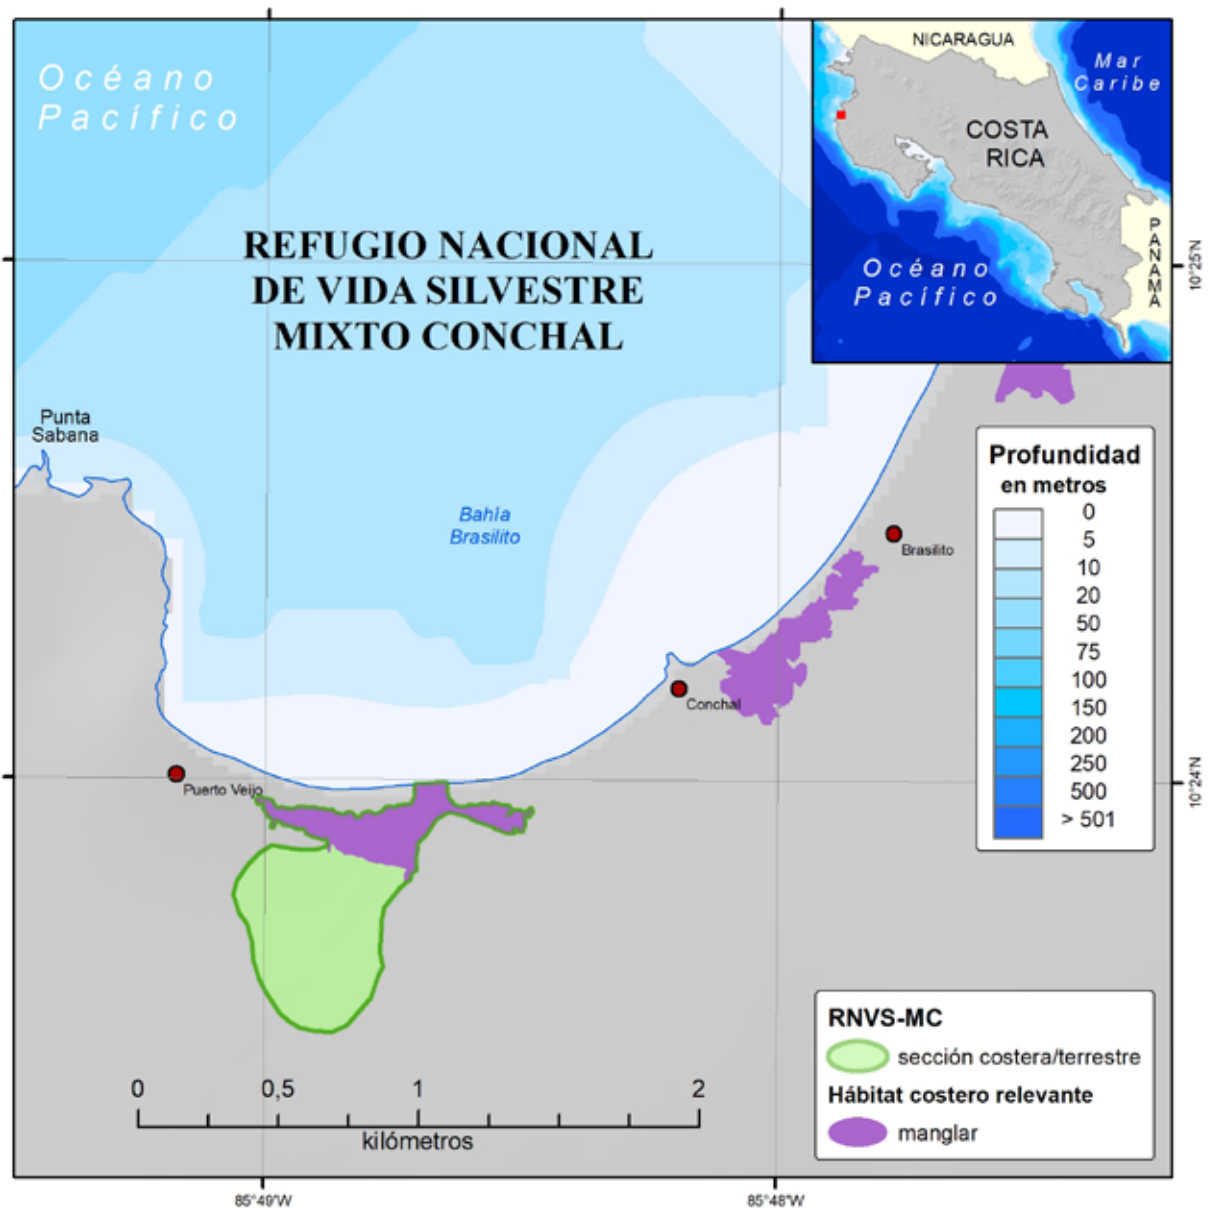 Océano
Pacífico
REFUGIO NACIONAL
DE VIDA SILVESTRE
MIXTO CONCHAL
NICARAGUA
Mar
Caribe
COSTA
RICA
PANAMÁ
Océano
Pacífico
10°25'N
Punta
Sabana
Bahía
Brasilito
Brasilito
Conchal
Puerto Veijo
Profundidad
en metros
0
5
10
20
50
75
100
150
200
250
500
> 501
10°24'N
RNVS-MC
sección costera/terrestre
Hábitat costero relevante
manglar
0 0,5 1 2
kilómetros
85°49'W
85°48'W